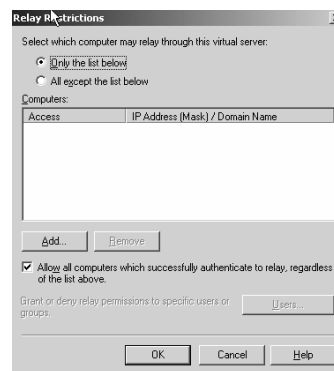 Relay Restrictions
Select which computer may relay through this virtual server:
Only the list below
All except the list below
Computers:
Access
IP Address (Mask) / Domain Name
Add...
Remove
Allow all computers which successfully authenticate to relay, regardless
of the list above.
Grant or deny relay permissions to specific users or
groups.
Users...
OK
Cancel
Help